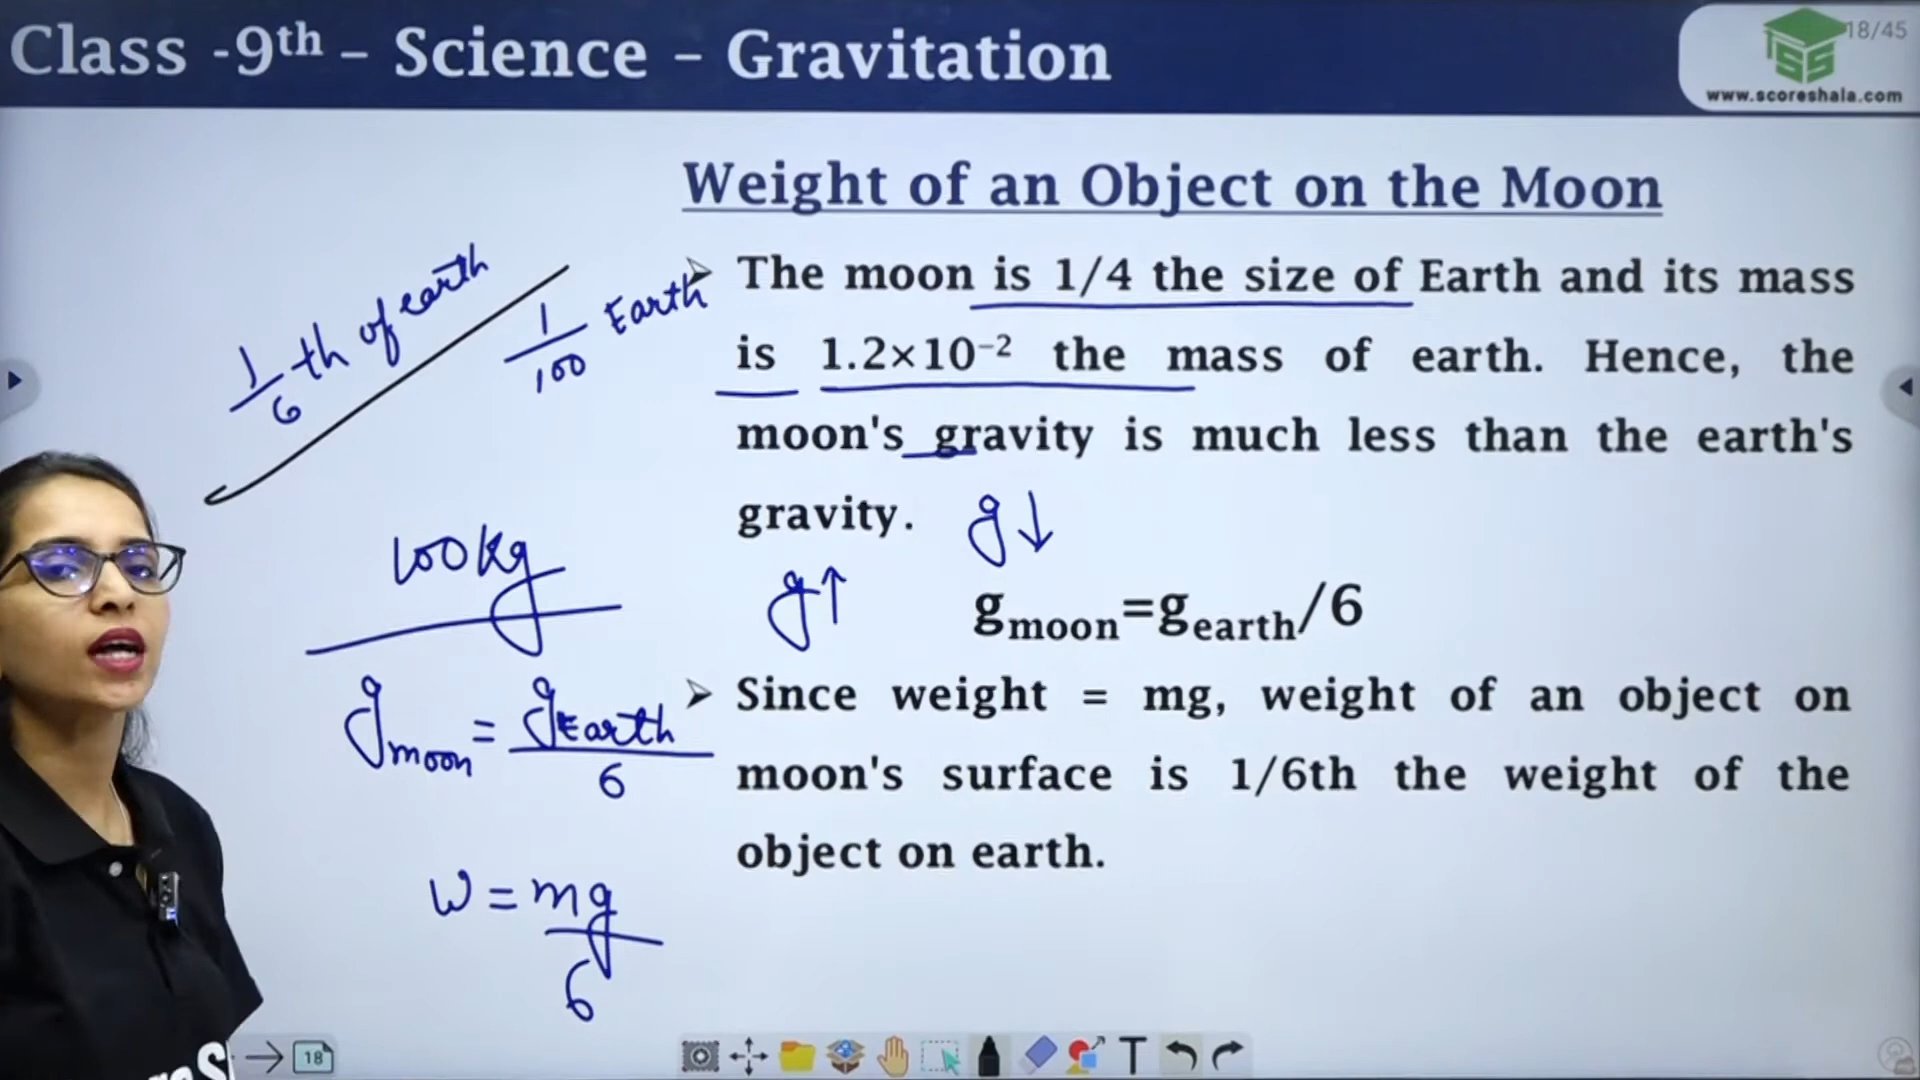 Class -9th – Science – Gravitation
18/45
www.scoreshala.com
Weight of an Object on the Moon
➢ The moon is 1/4 the size of Earth and its mass
is 1.2×10⁻² the mass of earth. Hence, the
moon's gravity is much less than the earth's
gravity.
g moon=g earth/6
➢ Since weight = mg, weight of an object on
moon's surface is 1/6th the weight of the
object on earth.
1/6 th of earth
1/100 Earth
g↓
g↑
100kg
g moon = g Earth/6
W = mg/6
18
T